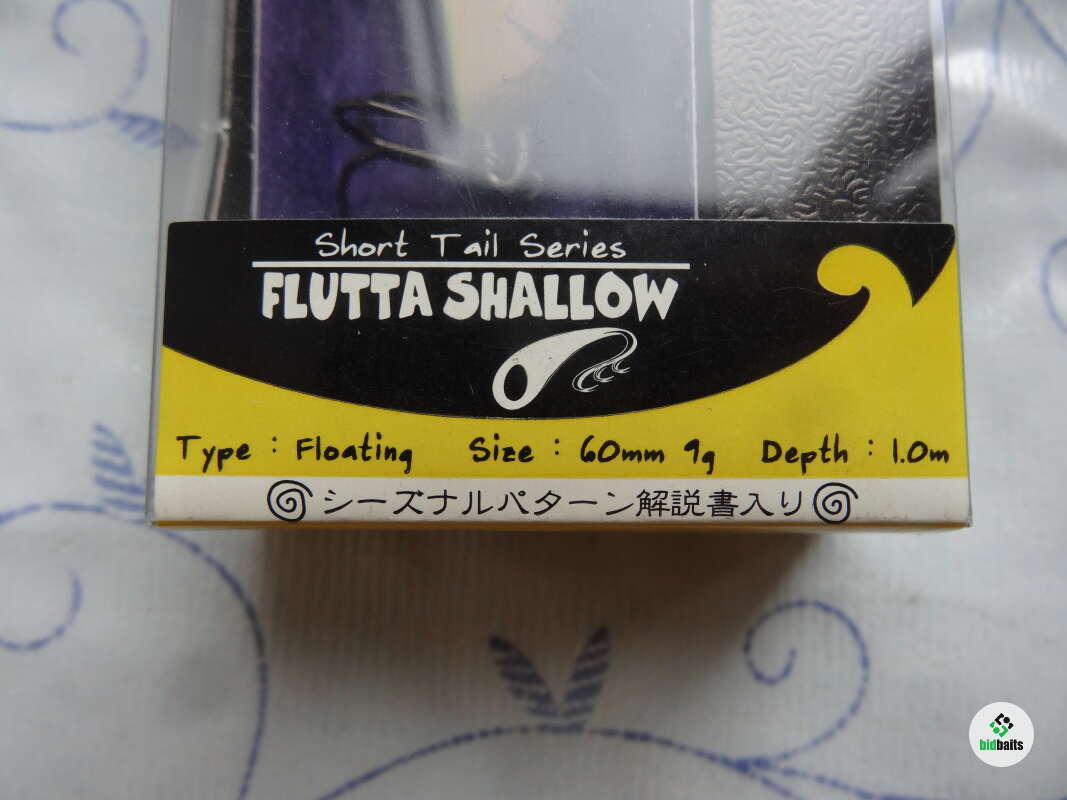 Short Tail Series
FLUTTA SHALLOW
Type : Floating Size : 60mm 9g Depth : 1.0m
シーズナルパターン解説書入り
bidbaits